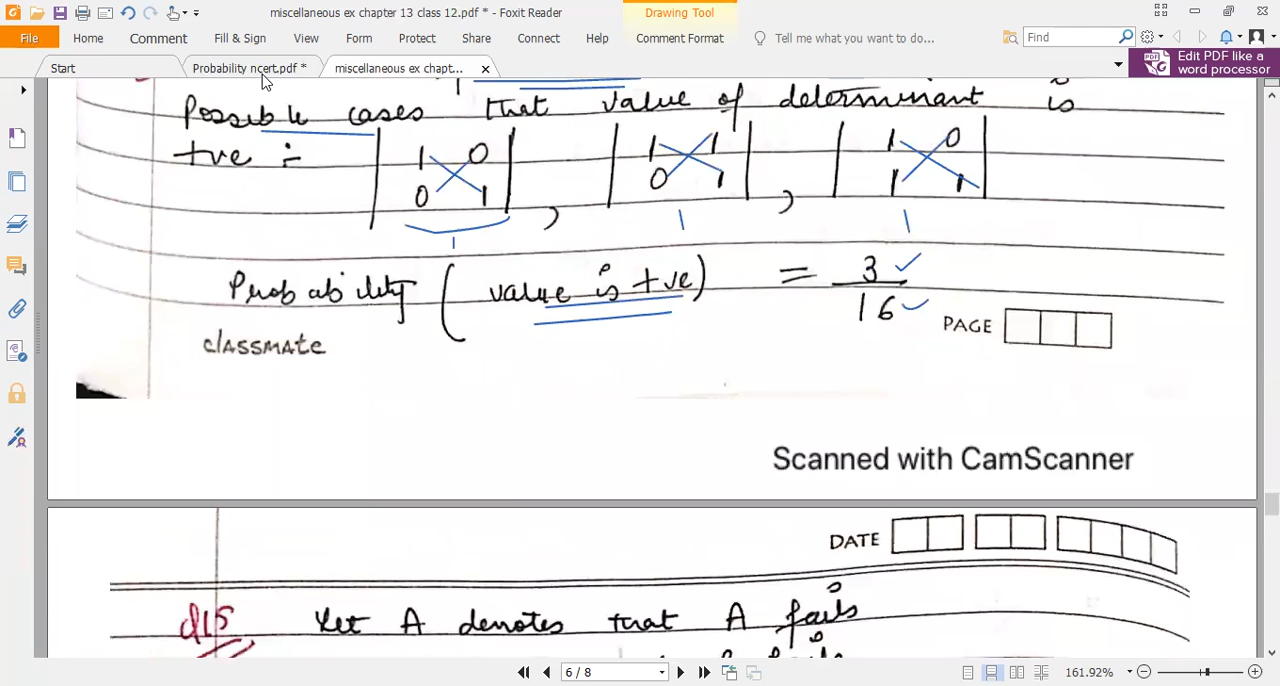 miscellaneous ex chapter 13 class 12.pdf * - Foxit Reader
Drawing Tool
File Home Comment Fill & Sign View Form Protect Share Connect Help Comment Format Tell me what you want to do... Find
Start Probability ncert.pdf * miscellaneous ex chapt... Edit PDF like a
word processor
Possible cases that value of determinant is
+ve :- | 1 0 | | 1 1 | | 1 0 |
| 0 1 | , | 0 1 | , | 1 1 |
1 1 1
Probability ( value is +ve ) = 3
16
PAGE
classmate
Scanned with CamScanner
DATE
Q15 Let A denotes that A fails
6 / 8 161.92%